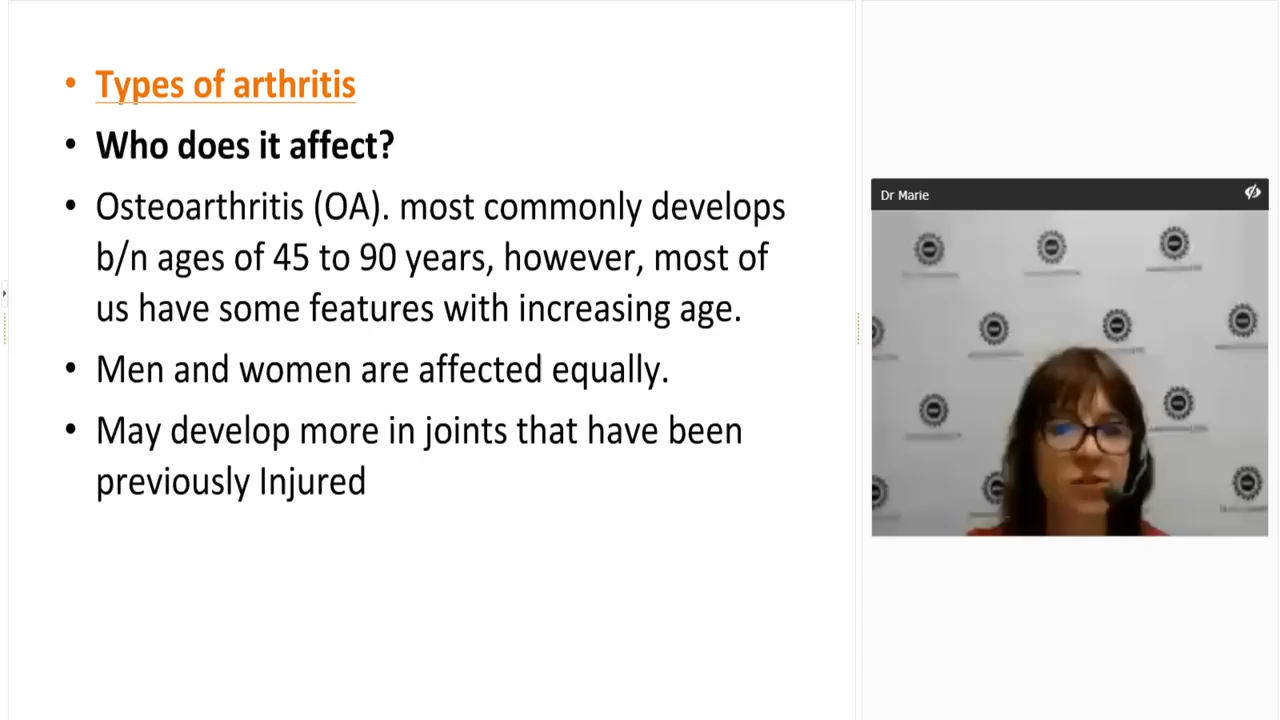 Types of arthritis
Who does it affect?
Osteoarthritis (OA). most commonly develops
b/n ages of 45 to 90 years, however, most of
us have some features with increasing age.
Men and women are affected equally.
May develop more in joints that have been
previously Injured
Dr Marie